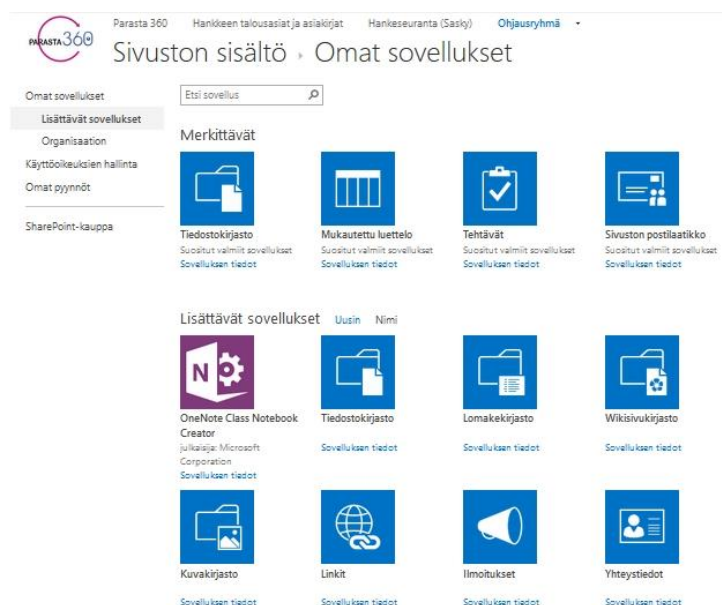 PARASTA 360
Parasta 360 Hankkeen talousasiat ja asiakirjat Hankeseuranta (Sasky) Ohjausryhmä
Sivuston sisältö Omat sovellukset
Omat sovellukset
Lisättävät sovellukset
Organisaation
Käyttöoikeuksien hallinta
Omat pyynnöt
SharePoint-kauppa
Etsi sovellus
Merkittävät
Tiedostokirjasto
Suositut valmiit sovellukset
Sovelluksen tiedot
Mukautettu luettelo
Suositut valmiit sovellukset
Sovelluksen tiedot
Tehtävät
Suositut valmiit sovellukset
Sovelluksen tiedot
Sivuston postilaatikko
Suositut valmiit sovellukset
Sovelluksen tiedot
Lisättävät sovellukset Uusin Nimi
N
OneNote Class Notebook
Creator
julkaisija: Microsoft
Corporation
Sovelluksen tiedot
Tiedostokirjasto
Sovelluksen tiedot
Lomakekirjasto
Sovelluksen tiedot
Wikisivukirjasto
Sovelluksen tiedot
Kuvakirjasto
Sovelluksen tiedot
Linkit
Sovelluksen tiedot
Ilmoitukset
Sovelluksen tiedot
Yhteystiedot
Sovelluksen tiedot